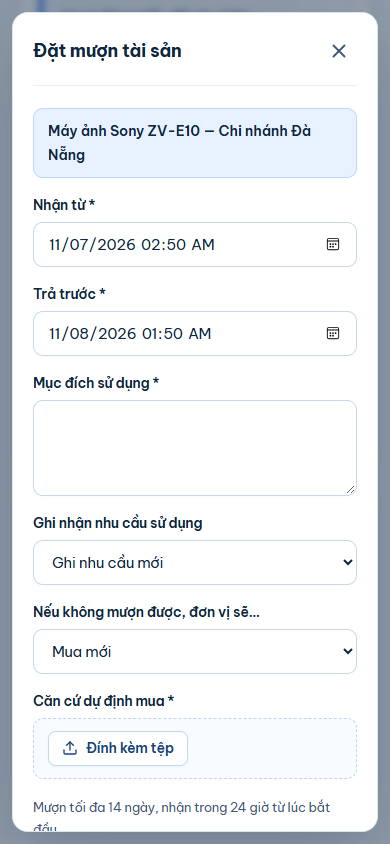 Đặt mượn tài sản
Máy ảnh Sony ZV-E10 — Chi nhánh Đà
Nẵng
Nhận từ *
11/07/2026 02:50 AM
Trả trước *
11/08/2026 01:50 AM
Mục đích sử dụng *
Ghi nhận nhu cầu sử dụng
Ghi nhu cầu mới
Nếu không mượn được, đơn vị sẽ...
Mua mới
Căn cứ dự định mua *
Đính kèm tệp
Mượn tối đa 14 ngày, nhận trong 24 giờ từ lúc bắt
đầu